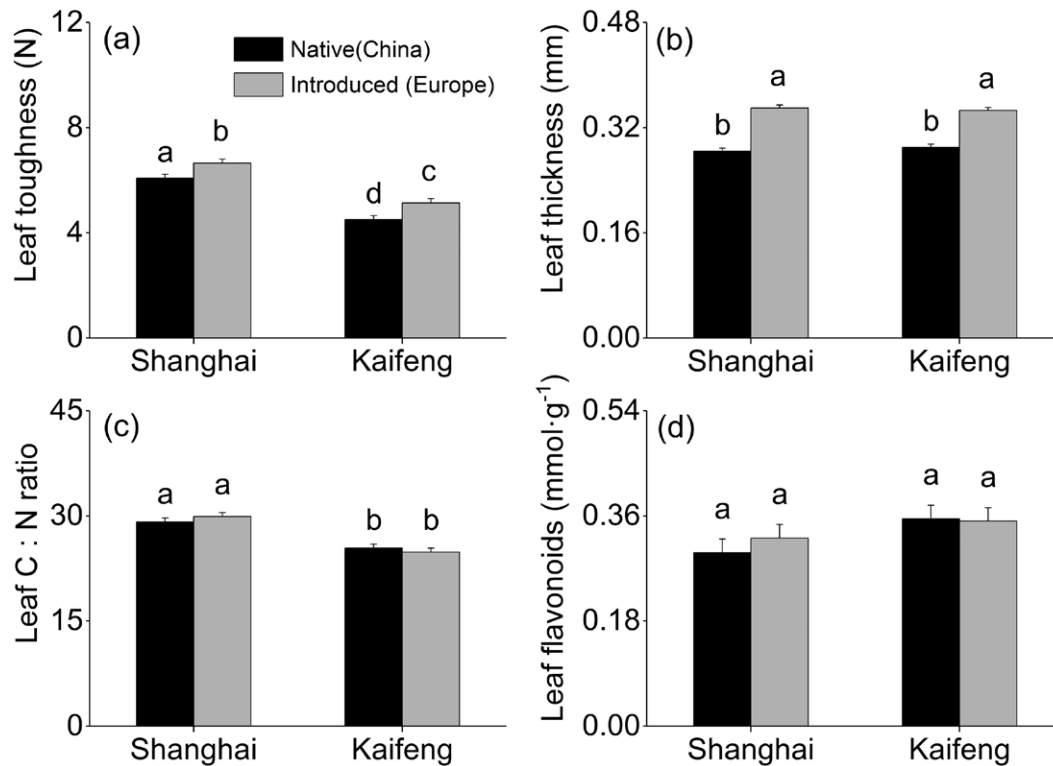 (a)
Leaf toughness (N)
12
8
4
0
Native(China)
Introduced (Europe)
a
b
d
c
Shanghai
Kaifeng
(b)
Leaf thickness (mm)
0.48
0.32
0.16
0.00
b
a
b
a
Shanghai
Kaifeng
(c)
Leaf C : N ratio
45
30
15
0
a
a
b
b
Shanghai
Kaifeng
(d)
Leaf flavonoids (mmol·g⁻¹)
0.54
0.36
0.18
0.00
a
a
a
a
Shanghai
Kaifeng